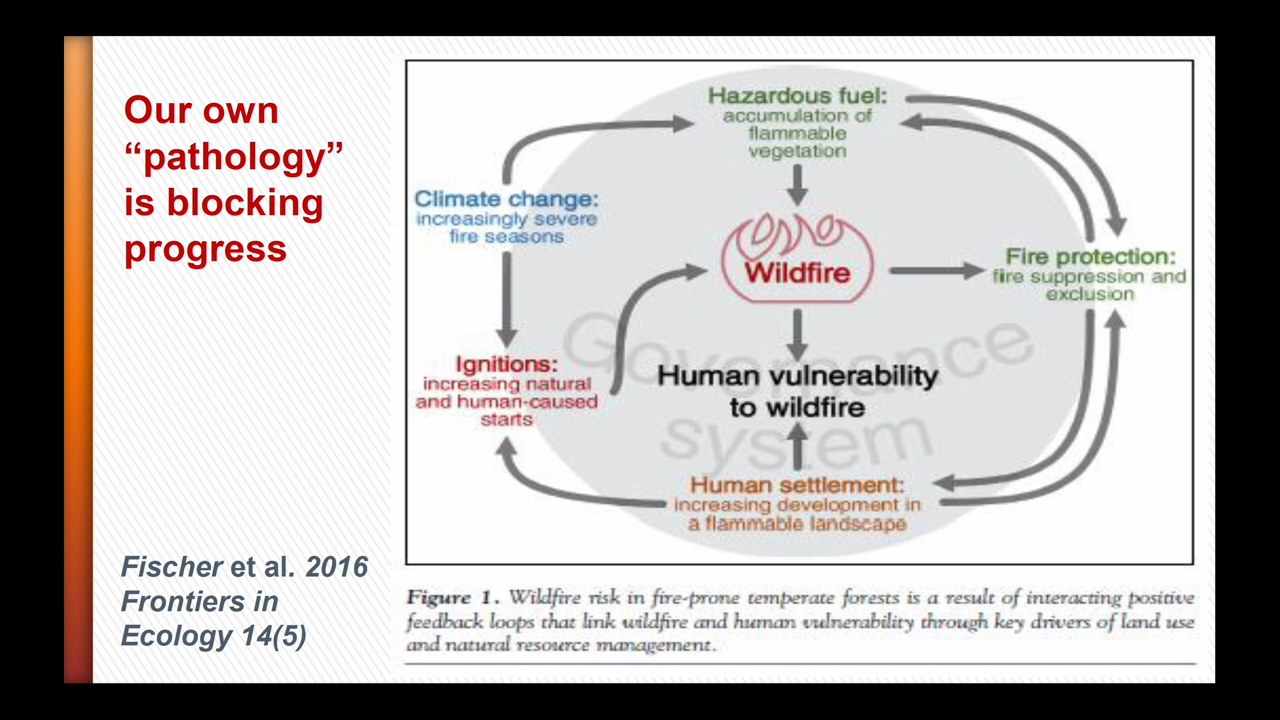 Our own
“pathology”
is blocking
progress
Fischer et al. 2016
Frontiers in
Ecology 14(5)
Hazardous fuel:
accumulation of
flammable
vegetation
Climate change:
increasingly severe
fire seasons
Wildfire
Fire protection:
fire suppression and
exclusion
Governance
system
Ignitions:
increasing natural
and human-caused
starts
Human vulnerability
to wildfire
Human settlement:
increasing development in
a flammable landscape
Figure 1. Wildfire risk in fire-prone temperate forests is a result of interacting positive
feedback loops that link wildfire and human vulnerability through key drivers of land use
and natural resource management.